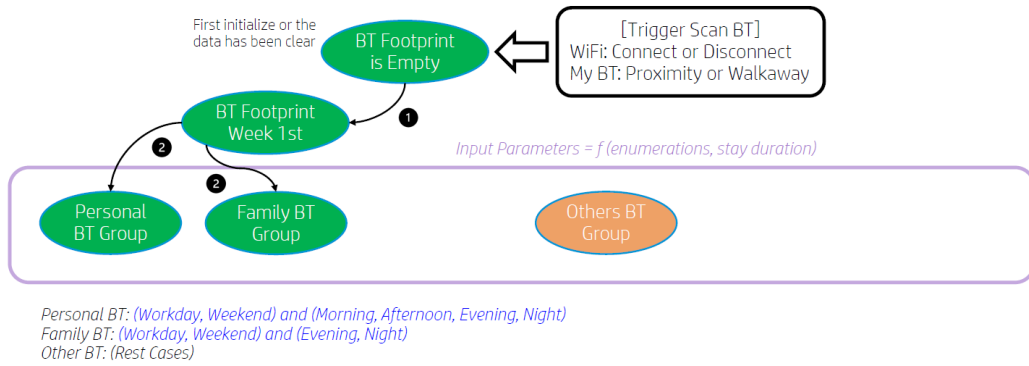 First initialize or the
data has been clear
BT Footprint
is Empty
[Trigger Scan BT]
WiFi: Connect or Disconnect
My BT: Proximity or Walkaway
1
BT Footprint
Week 1st
2
2
Input Parameters = f (enumerations, stay duration)
Personal
BT Group
Family BT
Group
Others BT
Group
Personal BT: (Workday, Weekend) and (Morning, Afternoon, Evening, Night)
Family BT: (Workday, Weekend) and (Evening, Night)
Other BT: (Rest Cases)